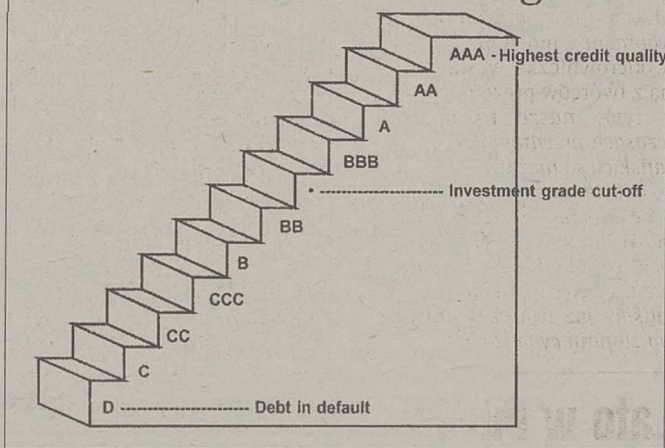 AAA - Highest credit quality
AA
A
BBB
• ---------------------- Investment grade cut-off
BB
B
CCC
CC
C
D ----------------------- Debt in default